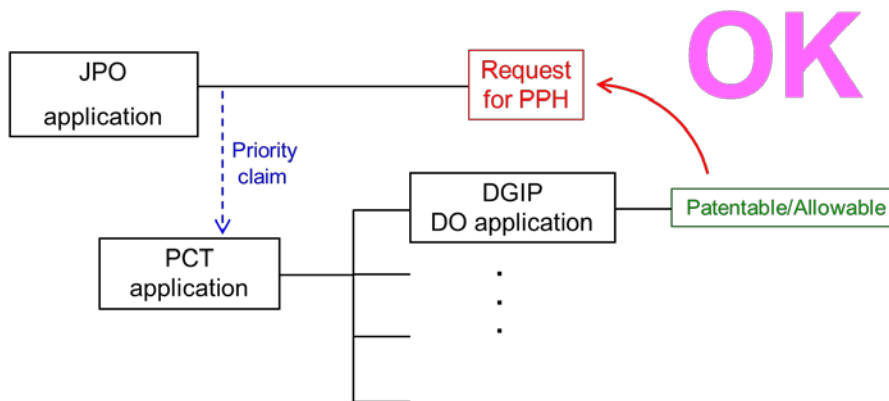 OK
JPO
application
Request
for PPH
Priority
claim
DGIP
DO application
Patentable/Allowable
PCT
application